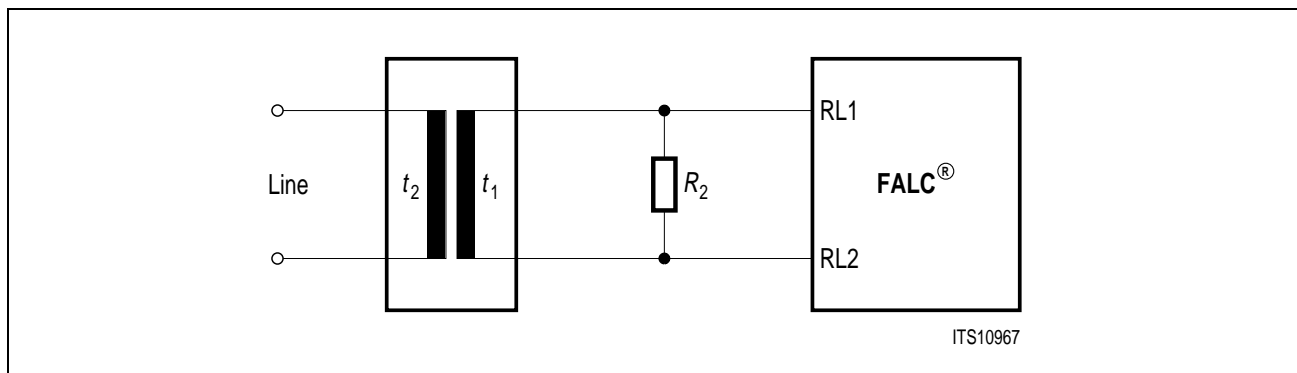 RL1
Line
t2
t1
R2
FALC®
RL2
ITS10967